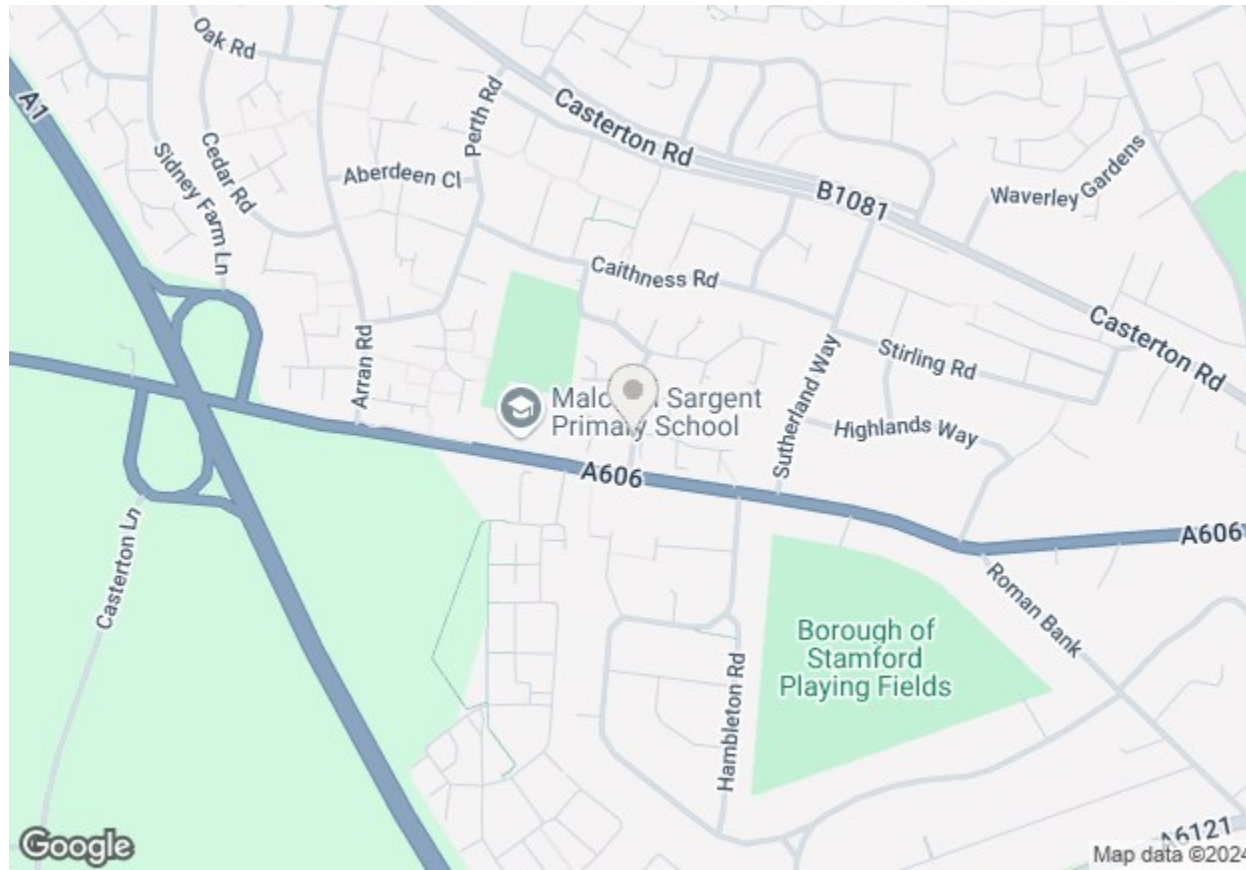 Oak Rd
A1
Cedar Rd
Sidney Farm Ln
Perth Rd
Aberdeen Cl
Casterton Rd
B1081
Waverley Gardens
Caithness Rd
Arran Rd
Sutherland Way
Stirling Rd
Casterton Rd
Sargent
Primary School
Highlands Way
A606
A606
Casterton Ln
Roman Bank
Borough of
Stamford
Playing Fields
Hambleton Rd
A6121
Google
Map data ©2024